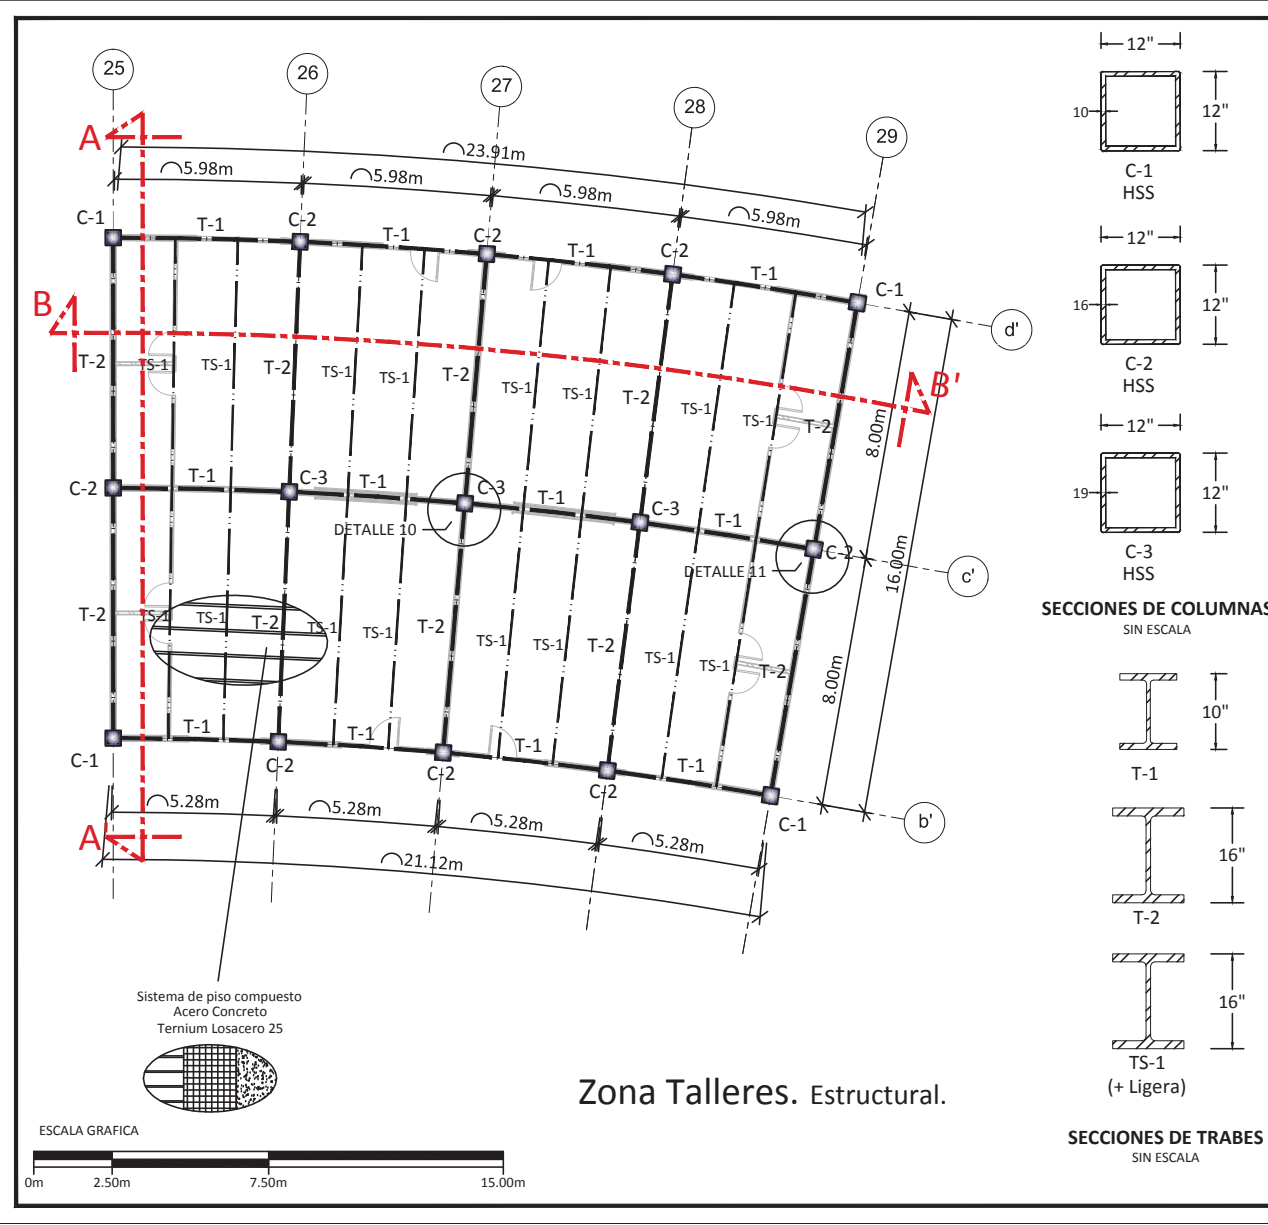 25
26
27
28
29
A
23.91m
5.98m
5.98m
5.98m
5.98m
C-1
T-1
C-2
T-1
C-2
T-1
C-2
T-1
C-1
B
d'
T-2
TS-1
TS-1
T-2
TS-1
TS-1
T-2
TS-1
TS-1
T-2
TS-1
TS-1
T-2
B'
8.00m
16.00m
C-2
T-1
C-3
T-1
C-3
T-1
C-3
T-1
C-2
DETALLE 10
DETALLE 11
c'
T-2
TS-1
TS-1
T-2
TS-1
TS-1
T-2
TS-1
TS-1
T-2
TS-1
TS-1
T-2
8.00m
C-1
T-1
C-2
C-2
T-1
C-2
T-1
C-1
b'
A
5.28m
5.28m
5.28m
5.28m
21.12m
Sistema de piso compuesto
Acero Concreto
Ternium Losacero 25
Zona Talleres. Estructural.
ESCALA GRAFICA
0m 2.50m 7.50m 15.00m
12"
10
12"
C-1
HSS
12"
16
12"
C-2
HSS
12"
19
12"
C-3
HSS
SECCIONES DE COLUMNAS
SIN ESCALA
10"
T-1
16"
T-2
16"
TS-1
(+ Ligera)
SECCIONES DE TRABES
SIN ESCALA